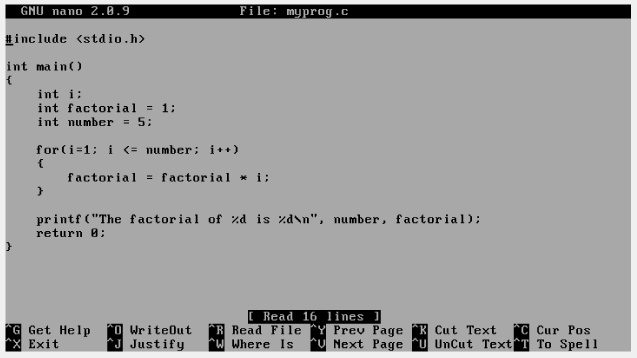 GNU nano 2.0.9 File: myprog.c
#include <stdio.h>
int main()
{
int i;
int factorial = 1;
int number = 5;
for(i=1; i <= number; i++)
{
factorial = factorial * i;
}
printf("The factorial of %d is %d\n", number, factorial);
return 0;
}
[ Read 16 lines ]
^G Get Help ^O WriteOut ^R Read File ^Y Prev Page ^K Cut Text ^C Cur Pos
^X Exit ^J Justify ^W Where Is ^V Next Page ^U UnCut Text ^T To Spell